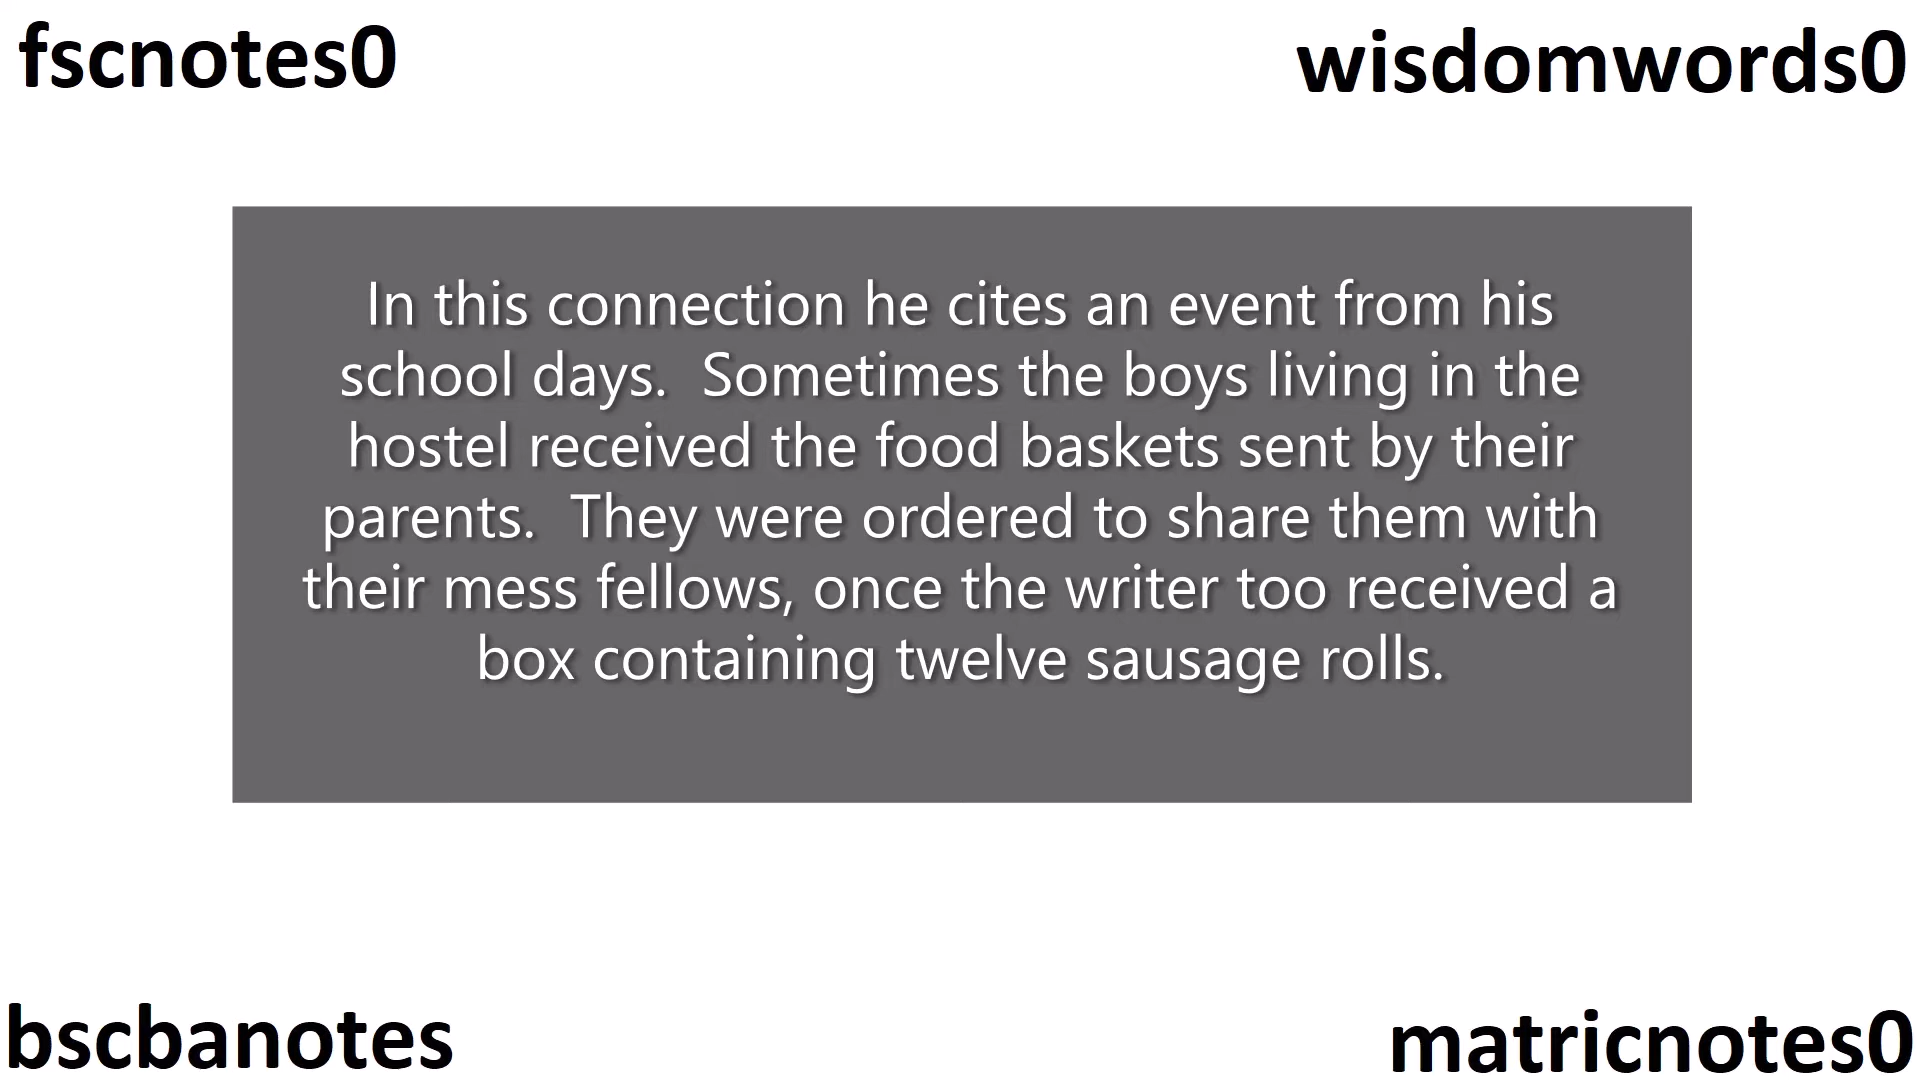 fscnotes0
wisdomwords0
In this connection he cites an event from his
school days.  Sometimes the boys living in the
hostel received the food baskets sent by their
parents.  They were ordered to share them with
their mess fellows, once the writer too received a
box containing twelve sausage rolls.
bscbanotes
matricnotes0